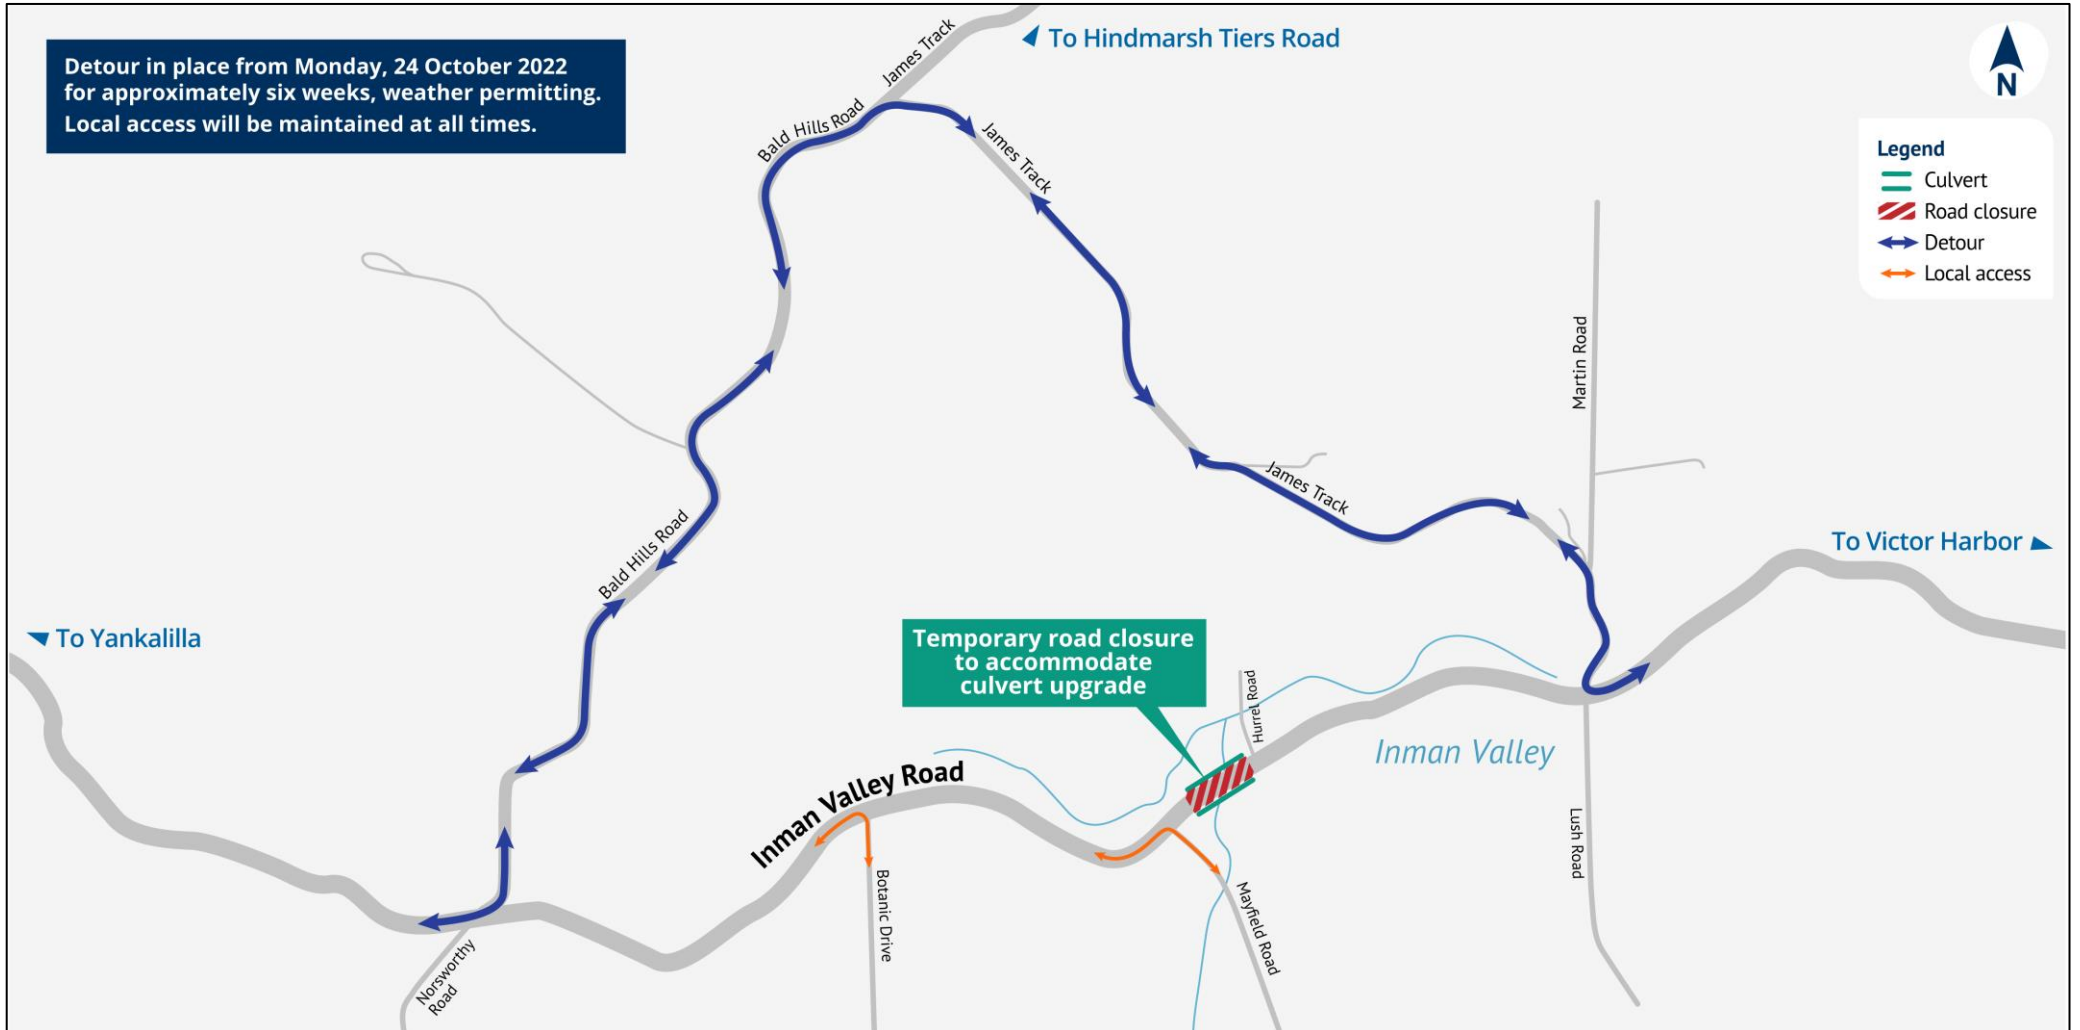 Detour in place from Monday, 24 October 2022
for approximately six weeks, weather permitting.
Local access will be maintained at all times.
James Track
To Hindmarsh Tiers Road
N
Legend
Culvert
Road closure
Detour
Local access
Bald Hills Road
James Track
Martin Road
James Track
Bald Hills Road
To Victor Harbor
To Yankalilla
Temporary road closure
to accommodate
culvert upgrade
Hurrel Road
Inman Valley
Inman Valley Road
Lush Road
Botanic Drive
Mayfield Road
Norsworthy
Road